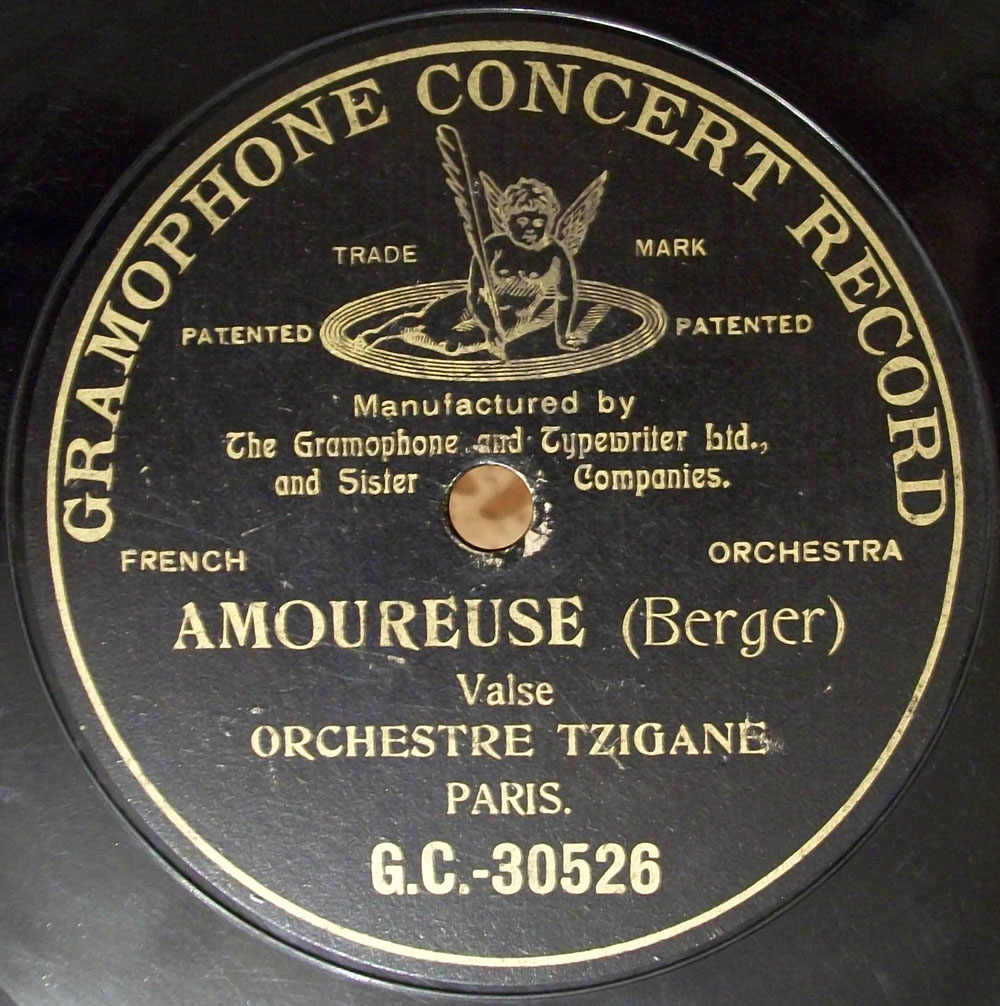 GRAMOPHONE CONCERT RECORD
TRADE MARK
PATENTED PATENTED
Manufactured by
The Gramophone and Typewriter Ltd.,
and Sister Companies.
FRENCH ORCHESTRA
AMOUREUSE (Berger)
Valse
ORCHESTRE TZIGANE
PARIS.
G.C.-30526